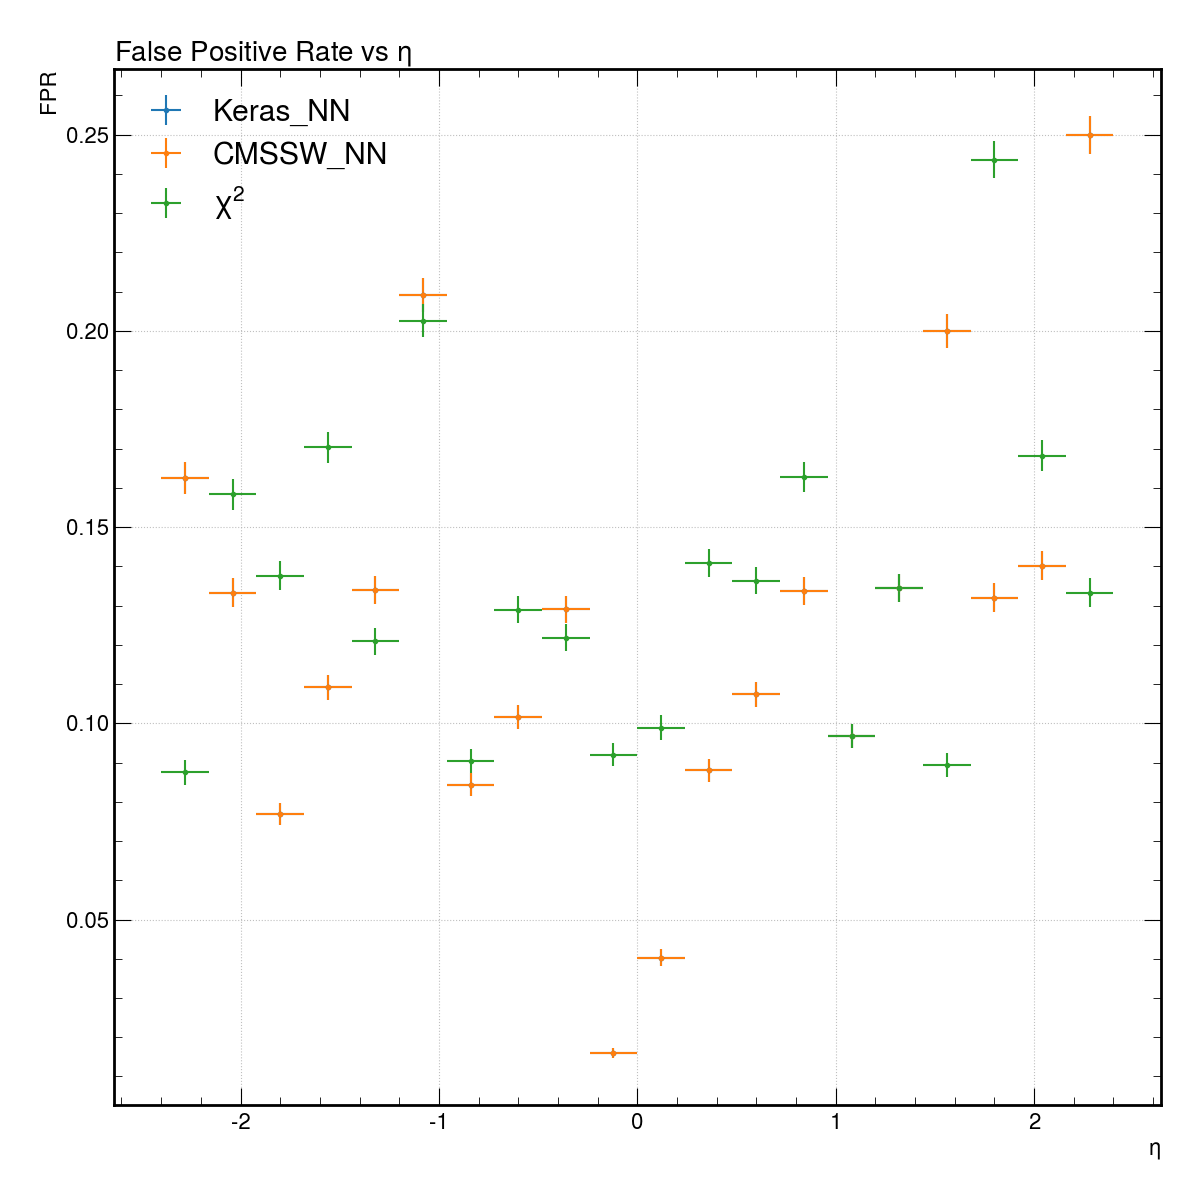 False Positive Rate vs η
FPR
Keras_NN
CMSSW_NN
χ²
0.25
0.20
0.15
0.10
0.05
-2 -1 0 1 2
η